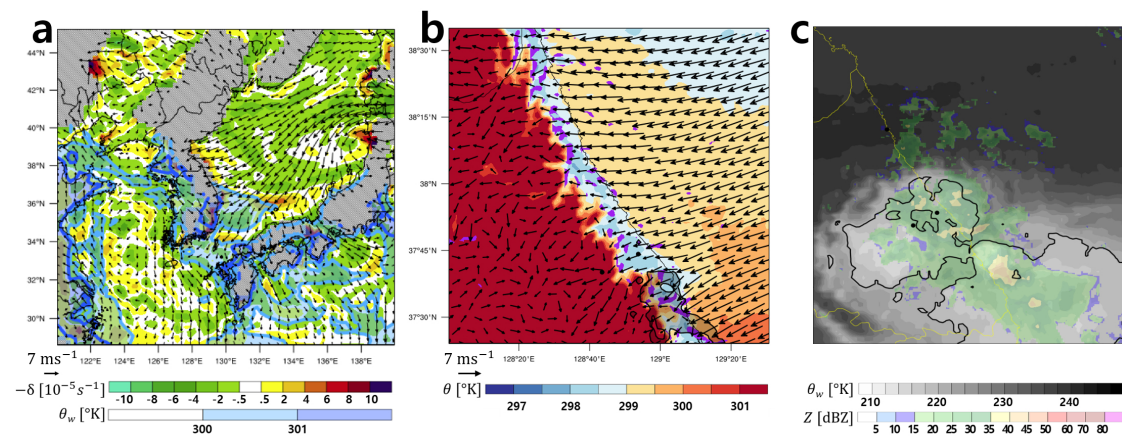 a
b
c
44°N
42°N
40°N
38°N
36°N
34°N
32°N
30°N
122°E 124°E 126°E 128°E 130°E 132°E 134°E 136°E 138°E
38°30'N
38°15'N
38°N
37°45'N
37°30'N
128°20'E 128°40'E 129°E 129°20'E
7 ms⁻¹
7 ms⁻¹
−δ [10⁻⁵s⁻¹]
-10 -8 -6 -4 -2 -.5 .5 2 4 6 8 10
θw [°K]
300 301
θ [°K]
297 298 299 300 301
θw [°K]
210 220 230 240
Z [dBZ]
5 10 15 20 25 30 35 40 45 50 60 70 80